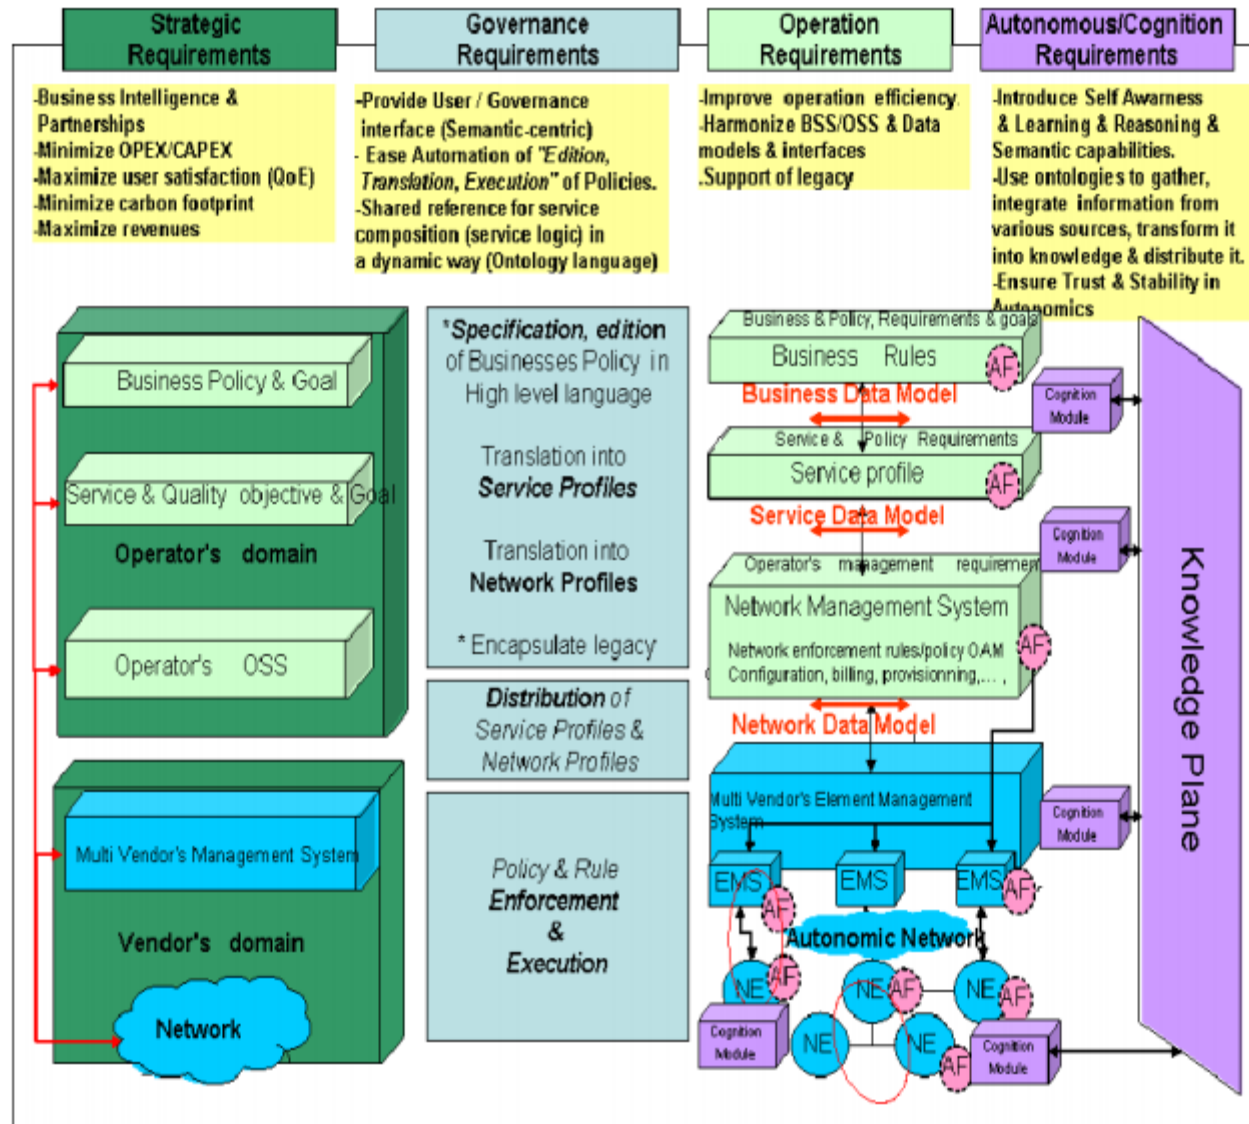 Strategic
Requirements
Governance
Requirements
Operation
Requirements
Autonomous/Cognition
Requirements
-Business Intelligence &
Partnerships
-Minimize OPEX/CAPEX
-Maximize user satisfaction (QoE)
-Minimize carbon footprint
-Maximize revenues
-Provide User / Governance
interface (Semantic-centric)
- Ease Automation of "Edition,
Translation, Execution" of Policies.
-Shared reference for service
composition (service logic) in
a dynamic way (Ontology language)
-Improve operation efficiency.
-Harmonize BSS/OSS & Data
models & interfaces
.Support of legacy
-Introduce Self Awarness
& Learning & Reasoning &
Semantic capabilities.
-Use ontologies to gather,
integrate information from
various sources, transform it
into knowledge & distribute it.
-Ensure Trust & Stability in
Autonomics
Business Policy & Goal
Service & Quality objective & Goal
Operator's domain
Operator's OSS
Multi Vendor's Management System
Vendor's domain
Network
*Specification, edition
of Businesses Policy in
High level language
Translation into
Service Profiles
Translation into
Network Profiles
* Encapsulate legacy
Distribution of
Service Profiles &
Network Profiles
Policy & Rule
Enforcement
&
Execution
Business & Policy, Requirements & goals
Business Rules
AF
Business Data Model
Service & Policy Requirements
Service profile
AF
Service Data Model
Operator's management requirement
Network Management System
Network enforcement rules/policy OAM
Configuration, billing, provisionning,... ,
AF
Network Data Model
Multi Vendor's Element Management
System
EMS
EMS
EMS
AF
AF
Autonomic Network
NE
AF
NE
AF
NE
AF
NE
NE
AF
Cognition
Module
Cognition
Module
Cognition
Module
Cognition
Module
Cognition
Module
Knowledge Plane